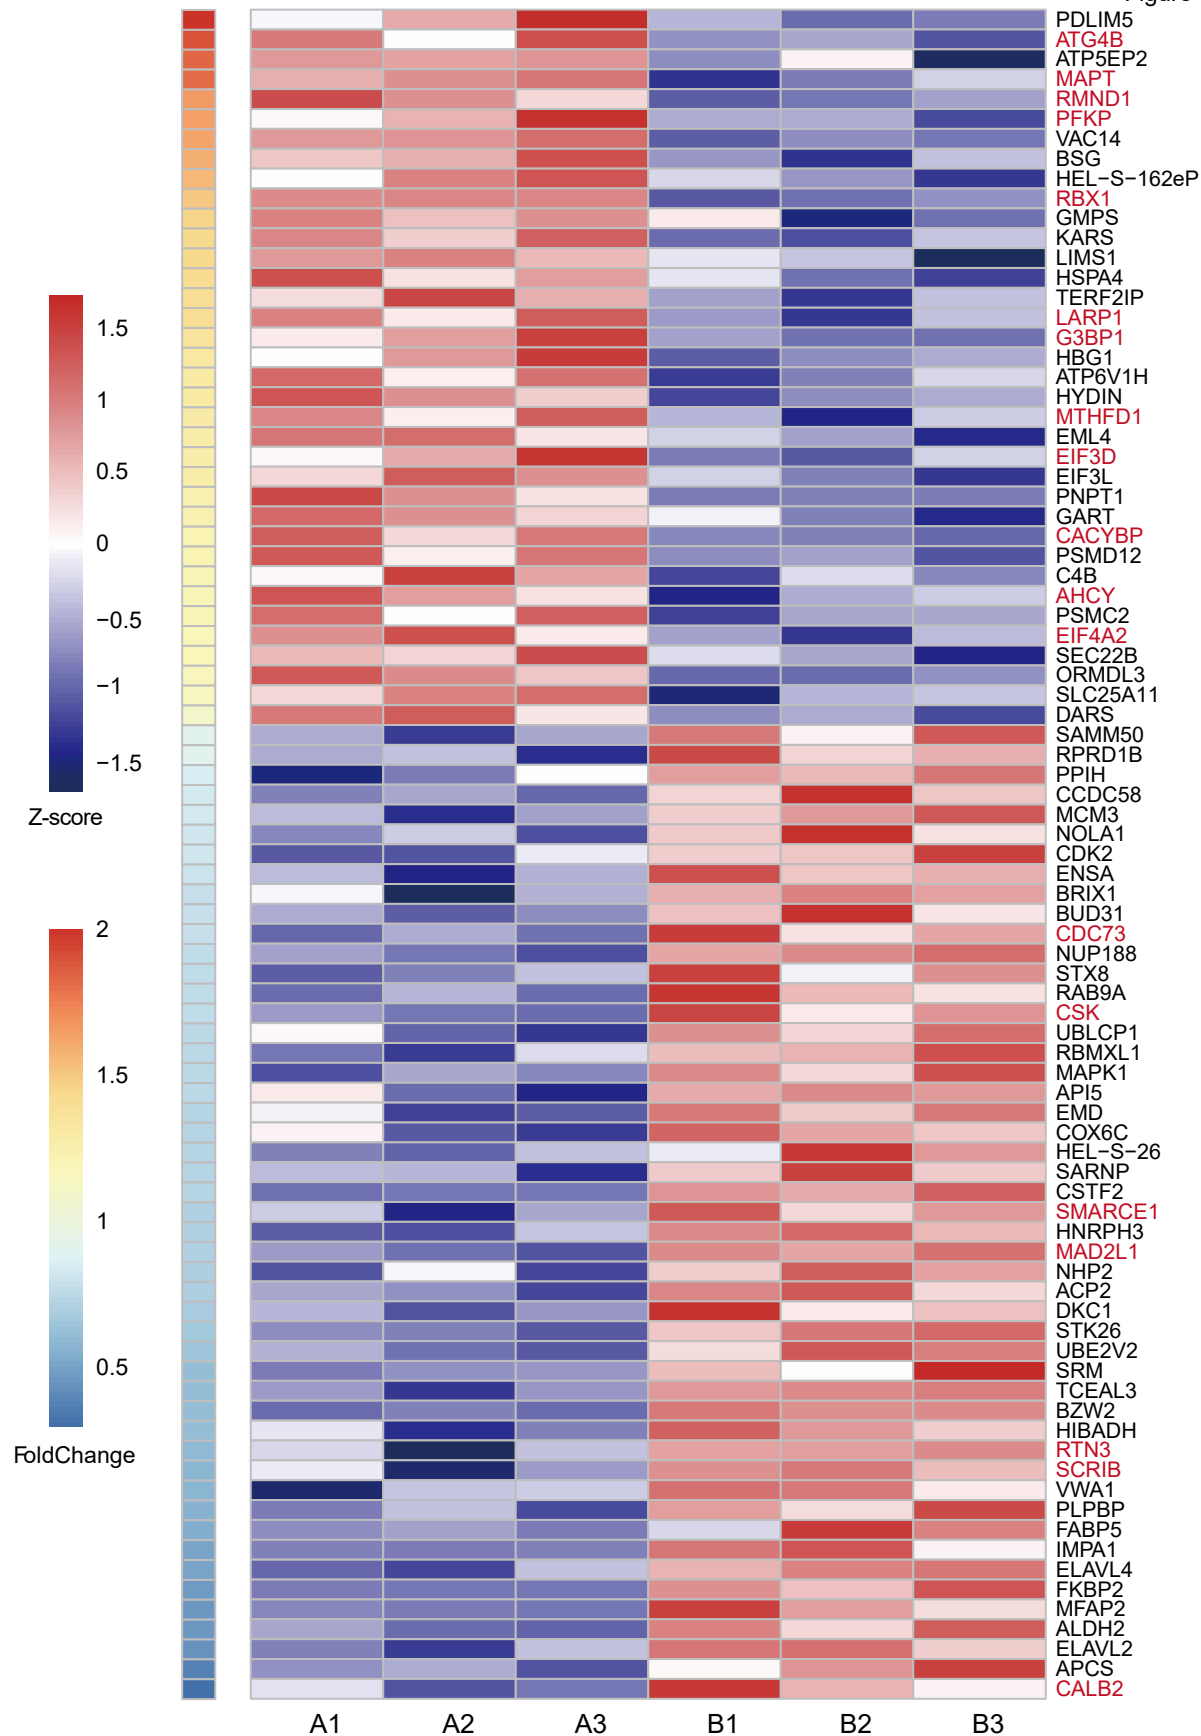 Figure
PDLIM5
ATG4B
ATP5EP2
MAPT
RMND1
PFKP
VAC14
BSG
HEL−S−162eP
RBX1
GMPS
KARS
LIMS1
HSPA4
TERF2IP
LARP1
G3BP1
HBG1
ATP6V1H
HYDIN
MTHFD1
EML4
EIF3D
EIF3L
PNPT1
GART
CACYBP
PSMD12
C4B
AHCY
PSMC2
EIF4A2
SEC22B
ORMDL3
SLC25A11
DARS
SAMM50
RPRD1B
PPIH
CCDC58
MCM3
NOLA1
CDK2
ENSA
BRIX1
BUD31
CDC73
NUP188
STX8
RAB9A
CSK
UBLCP1
RBMXL1
MAPK1
API5
EMD
COX6C
HEL−S−26
SARNP
CSTF2
SMARCE1
HNRPH3
MAD2L1
NHP2
ACP2
DKC1
STK26
UBE2V2
SRM
TCEAL3
BZW2
HIBADH
RTN3
SCRIB
VWA1
PLPBP
FABP5
IMPA1
ELAVL4
FKBP2
MFAP2
ALDH2
ELAVL2
APCS
CALB2
1.5
1
0.5
0
−0.5
−1
−1.5
Z-score
2
1.5
1
0.5
FoldChange
A1 A2 A3 B1 B2 B3